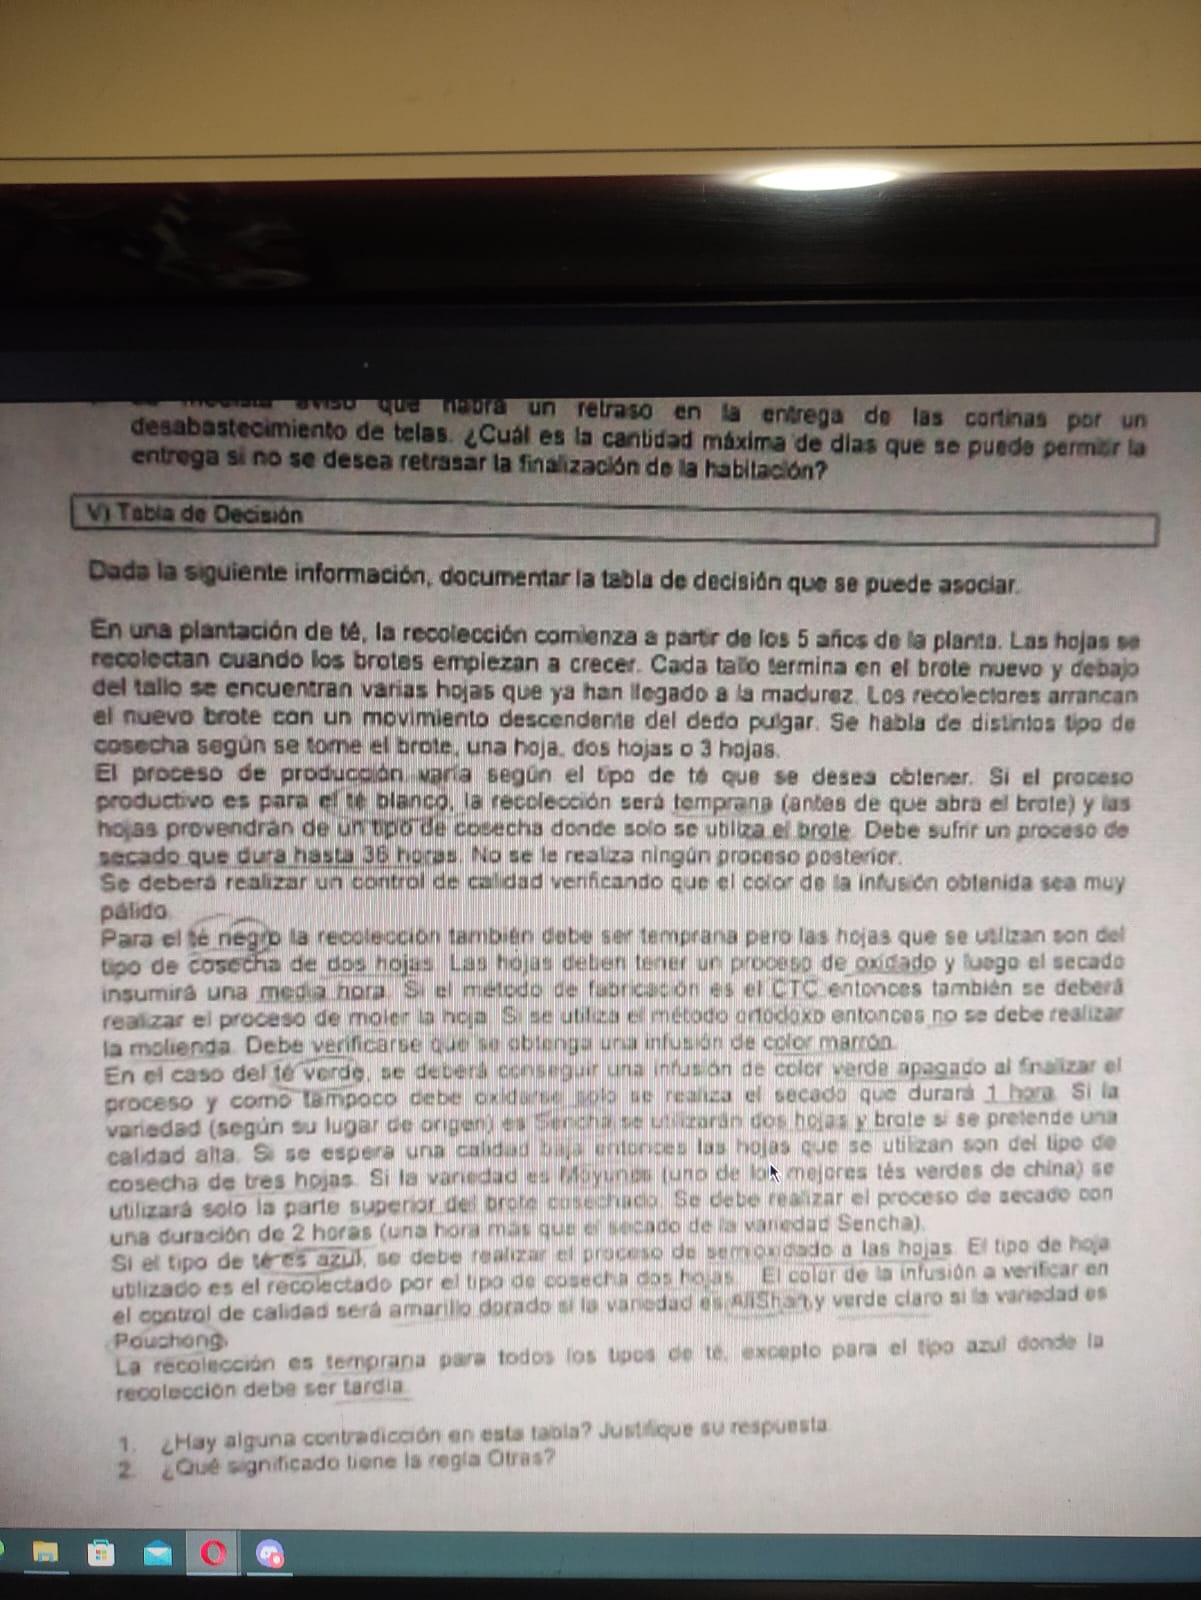 aviso que habrá un retraso en la entrega de las cortinas por un
desabastecimiento de telas. ¿Cuál es la cantidad máxima de días que se puede permitir la
entrega si no se desea retrasar la finalización de la habitación?
V) Tabla de Decisión
Dada la siguiente información, documentar la tabla de decisión que se puede asociar.
En una plantación de té, la recolección comienza a partir de los 5 años de la planta. Las hojas se
recolectan cuando los brotes empiezan a crecer. Cada tallo termina en el brote nuevo y debajo
del tallo se encuentran varias hojas que ya han llegado a la madurez. Los recolectores arrancan
el nuevo brote con un movimiento descendente del dedo pulgar. Se habla de distintos tipo de
cosecha según se tome el brote, una hoja, dos hojas o 3 hojas.
El proceso de producción varía según el tipo de té que se desea obtener. Si el proceso
productivo es para el té blanco, la recolección será temprana (antes de que abra el brote) y las
hojas provendrán de un tipo de cosecha donde solo se utiliza el brote. Debe sufrir un proceso de
secado que dura hasta 36 horas. No se le realiza ningún proceso posterior.
Se deberá realizar un control de calidad verificando que el color de la infusión obtenida sea muy
pálido.
Para el té negro la recolección también debe ser temprana pero las hojas que se utilizan son del
tipo de cosecha de dos hojas. Las hojas deben tener un proceso de oxidado y luego el secado
insumirá una media hora. Si el método de fabricación es el CTC entonces también se deberá
realizar el proceso de moler la hoja. Si se utiliza el método ortodoxo entonces no se debe realizar
la molienda. Debe verificarse que se obtenga una infusión de color marrón.
En el caso del té verde, se deberá conseguir una infusión de color verde apagado al finalizar el
proceso y como tampoco debe oxidarse solo se realiza el secado que durará 1 hora. Si la
variedad (según su lugar de origen) es Sencha se utilizarán dos hojas y brote si se pretende una
calidad alta. Si se espera una calidad baja entonces las hojas que se utilizan son del tipo de
cosecha de tres hojas. Si la variedad es Moyunes (uno de los mejores tés verdes de china) se
utilizará solo la parte superior del brote cosechado. Se debe realizar el proceso de secado con
una duración de 2 horas (una hora más que el secado de la variedad Sencha).
Si el tipo de té es azul, se debe realizar el proceso de semioxidado a las hojas. El tipo de hoja
utilizado es el recolectado por el tipo de cosecha dos hojas. El color de la infusión a verificar en
el control de calidad será amarillo dorado si la variedad es AliShan y verde claro si la variedad es
Pouchong.
La recolección es temprana para todos los tipos de té, excepto para el tipo azul donde la
recolección debe ser tardía.
1. ¿Hay alguna contradicción en esta tabla? Justifique su respuesta.
2. ¿Qué significado tiene la regla Otras?